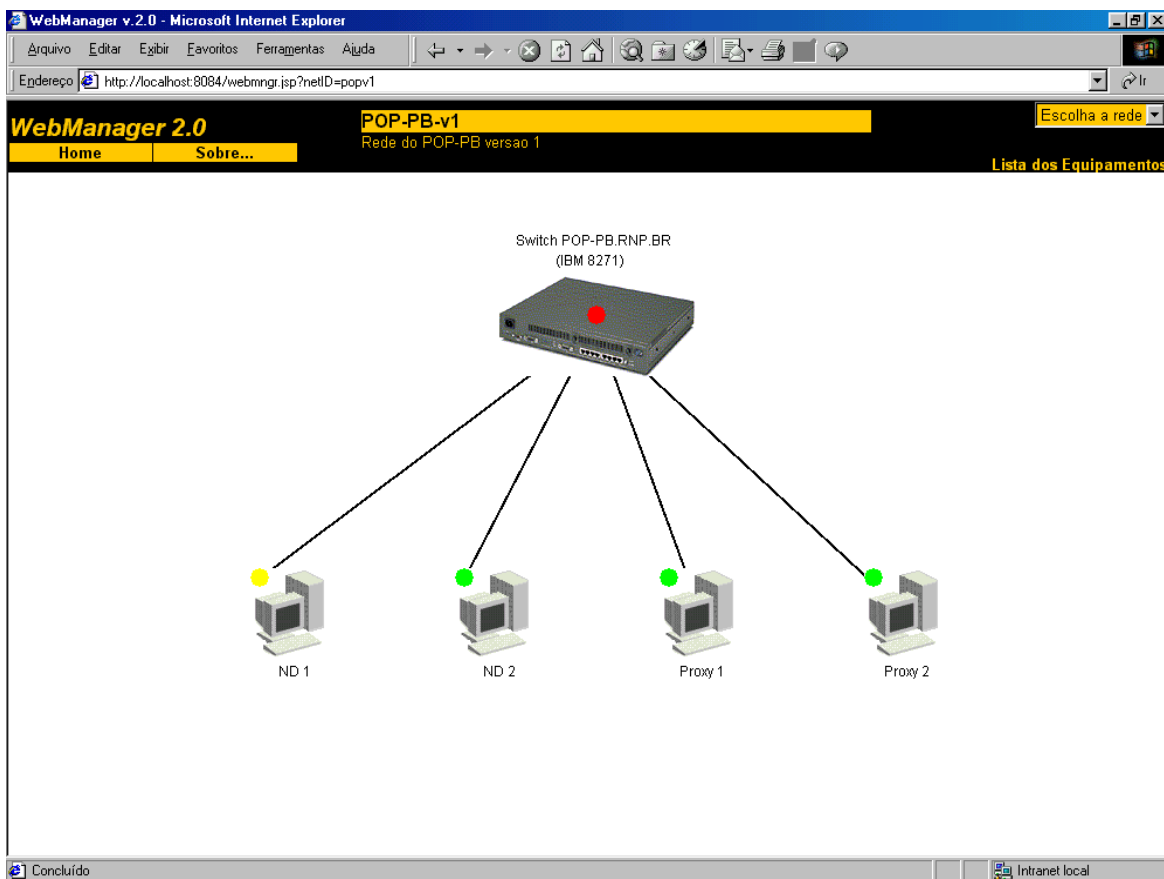 WebManager v.2.0 - Microsoft Internet Explorer
Arquivo Editar Exibir Favoritos Ferramentas Ajuda
Endereço http://localhost:8084/webmngr.jsp?netID=popv1 Ir
WebManager 2.0
Home Sobre...
POP-PB-v1
Rede do POP-PB versao 1
Escolha a rede
Lista dos Equipamentos
Switch POP-PB.RNP.BR
(IBM 8271)
ND 1 ND 2 Proxy 1 Proxy 2
Concluído Intranet local